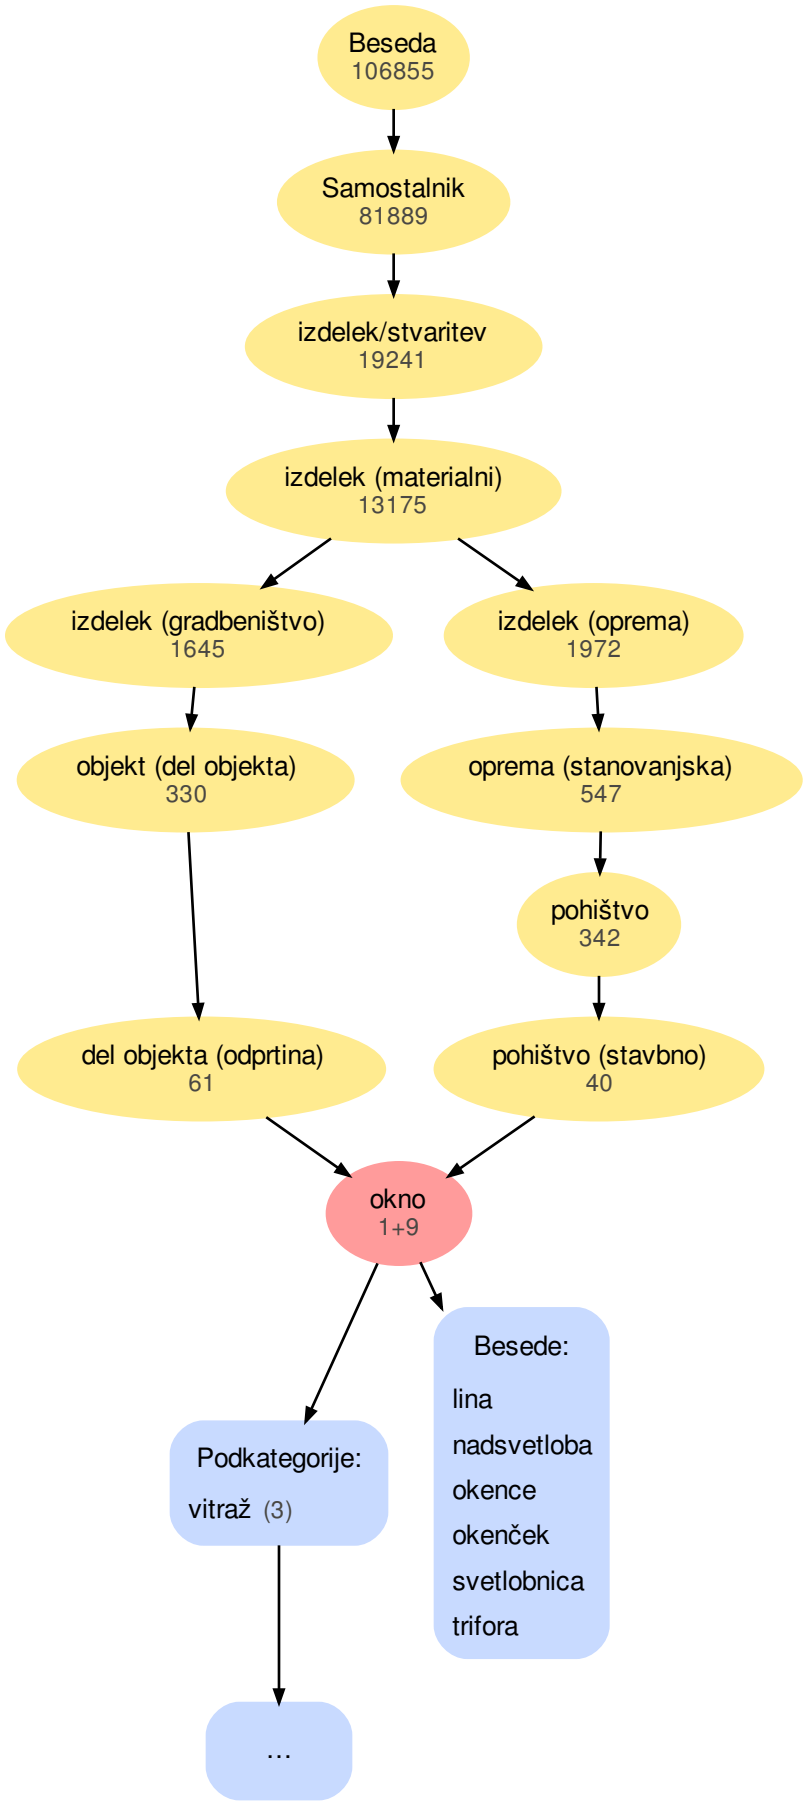 Beseda
106855
Samostalnik
81889
izdelek/stvaritev
19241
izdelek (materialni)
13175
izdelek (gradbeništvo)
1645
izdelek (oprema)
1972
objekt (del objekta)
330
oprema (stanovanjska)
547
pohištvo
342
del objekta (odprtina)
61
pohištvo (stavbno)
40
okno
1+9
Besede:
lina
nadsvetloba
okence
okenček
svetlobnica
trifora
Podkategorije:
vitraž (3)
...